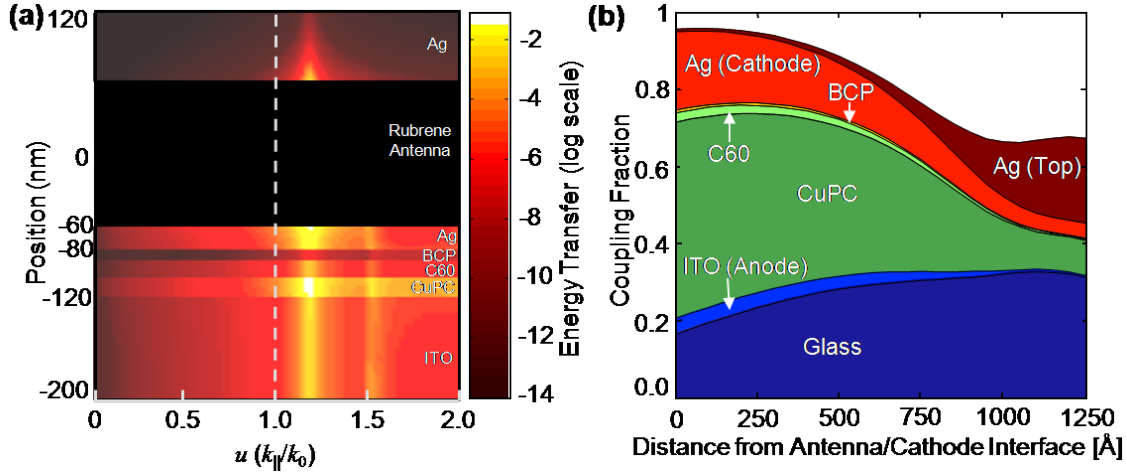 (a)
120
0
-60
-80
-120
-200
Position (nm)
Ag
Rubrene
Antenna
Ag
BCP
C60
CuPC
ITO
0
0.5
1.0
1.5
2.0
u (k||/k0)
-2
-4
-6
-8
-10
-12
-14
Energy Transfer (log scale)
(b)
1
0.8
0.6
0.4
0.2
0.0
Coupling Fraction
Ag (Cathode)
BCP
C60
Ag (Top)
CuPC
ITO (Anode)
Glass
0
250
500
750
1000
1250
Distance from Antenna/Cathode Interface [Å]